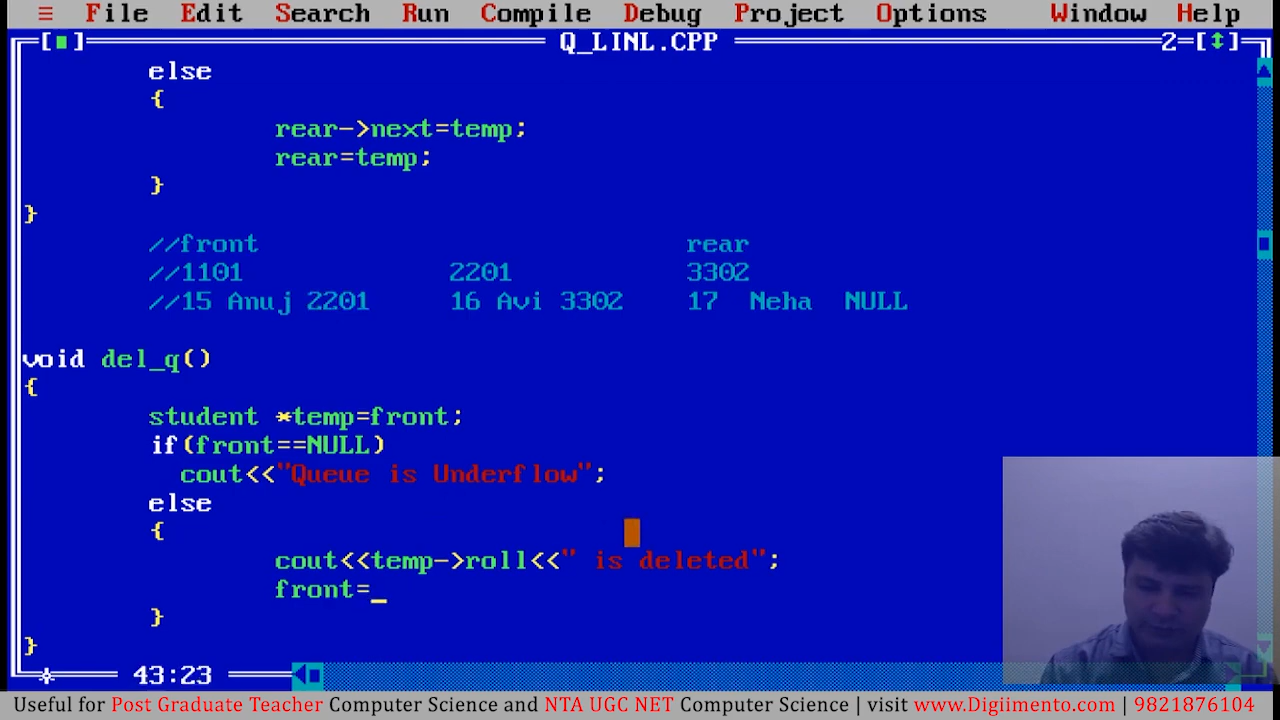 ≡ File Edit Search Run Compile Debug Project Options Window Help
[■] Q_LINL.CPP 2=[↕]
else
{
rear->next=temp;
rear=temp;
}
}
//front rear
//1101 2201 3302
//15 Anuj 2201 16 Avi 3302 17 Neha NULL
void del_q()
{
student *temp=front;
if(front==NULL)
cout<<"Queue is Underflow";
else
{
cout<<temp->roll<<" is deleted";
front=_
}
}
43:23
Useful for Post Graduate Teacher Computer Science and NTA UGC NET Computer Science | visit www.Digiimento.com | 9821876104